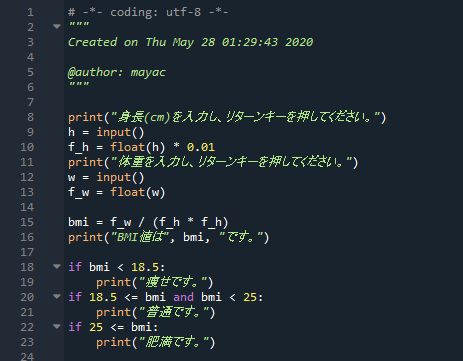 1 # -*- coding: utf-8 -*-
2 """
3 Created on Thu May 28 01:29:43 2020
4
5 @author: mayac
6 """
7
8 print("身長(cm)を入力し、リターンキーを押してください。")
9 h = input()
10 f_h = float(h) * 0.01
11 print("体重を入力し、リターンキーを押してください。")
12 w = input()
13 f_w = float(w)
14
15 bmi = f_w / (f_h * f_h)
16 print("BMI値は", bmi, "です。")
17
18 if bmi < 18.5:
19     print("痩せです。")
20 if 18.5 <= bmi and bmi < 25:
21     print("普通です。")
22 if 25 <= bmi:
23     print("肥満です。")
24